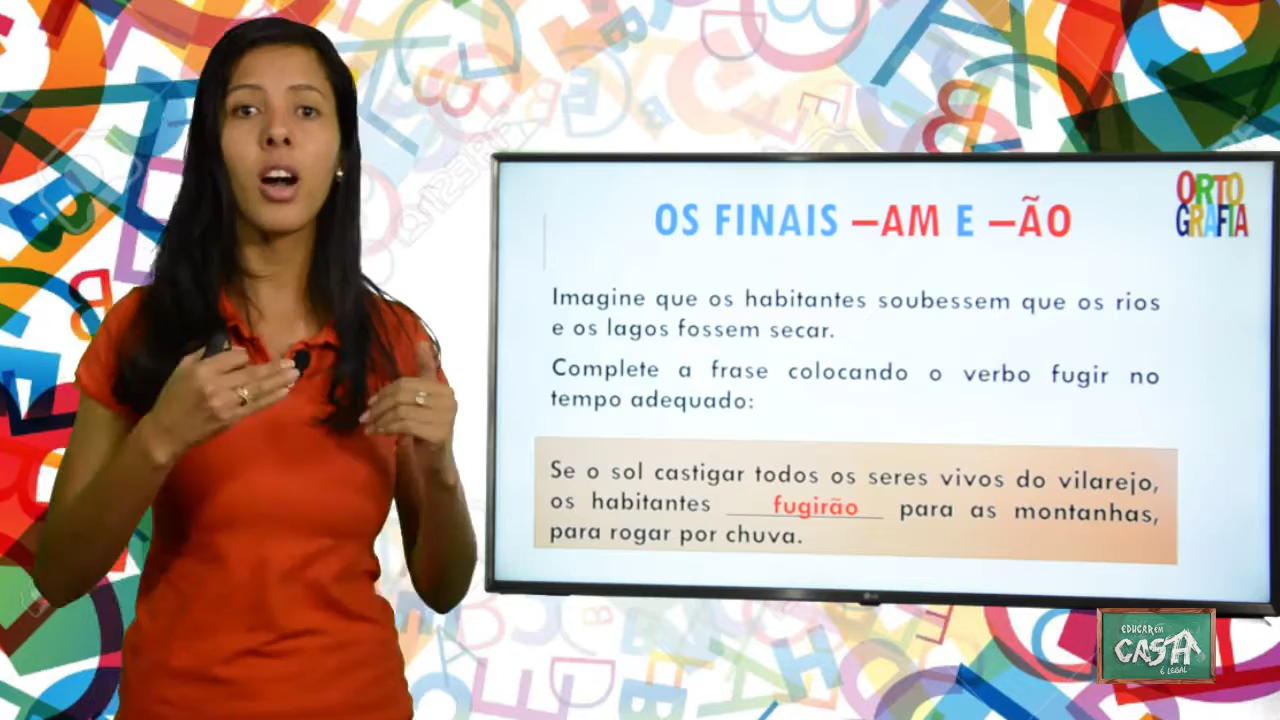 OS FINAIS –AM E –ÃO
ORTO
GRAFIA
Imagine que os habitantes soubessem que os rios
e os lagos fossem secar.
Complete a frase colocando o verbo fugir no
tempo adequado:
Se o sol castigar todos os seres vivos do vilarejo,
os habitantes fugirão para as montanhas,
para rogar por chuva.
LG
EDUCAR EM
CASA
É LEGAL